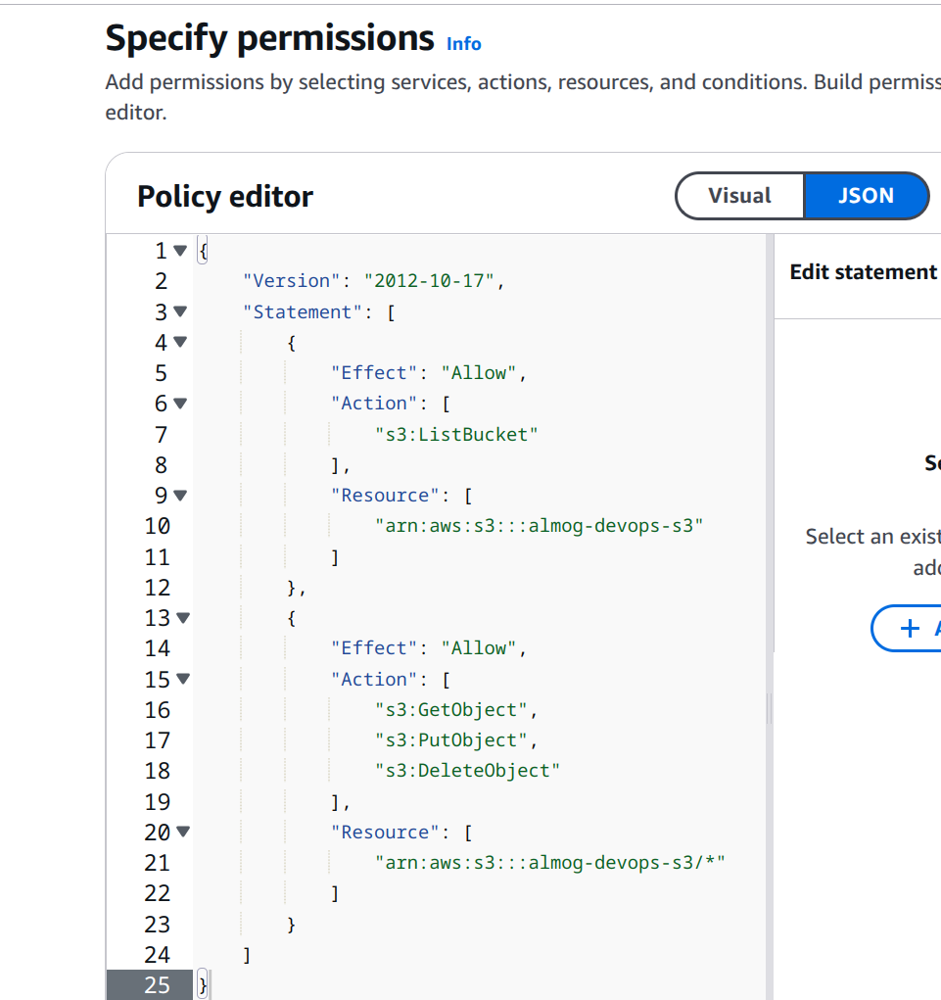 Specify permissions Info
Add permissions by selecting services, actions, resources, and conditions. Build
editor.
Policy editor
Visual
JSON
1 {
2 "Version": "2012-10-17",
3 "Statement": [
4 {
5 "Effect": "Allow",
6 "Action": [
7 "s3:ListBucket"
8 ],
9 "Resource": [
10 "arn:aws:s3:::almog-devops-s3"
11 ]
12 },
13 {
14 "Effect": "Allow",
15 "Action": [
16 "s3:GetObject",
17 "s3:PutObject",
18 "s3:DeleteObject"
19 ],
20 "Resource": [
21 "arn:aws:s3:::almog-devops-s3/*"
22 ]
23 }
24 ]
25 }
Edit statement
Select an
+